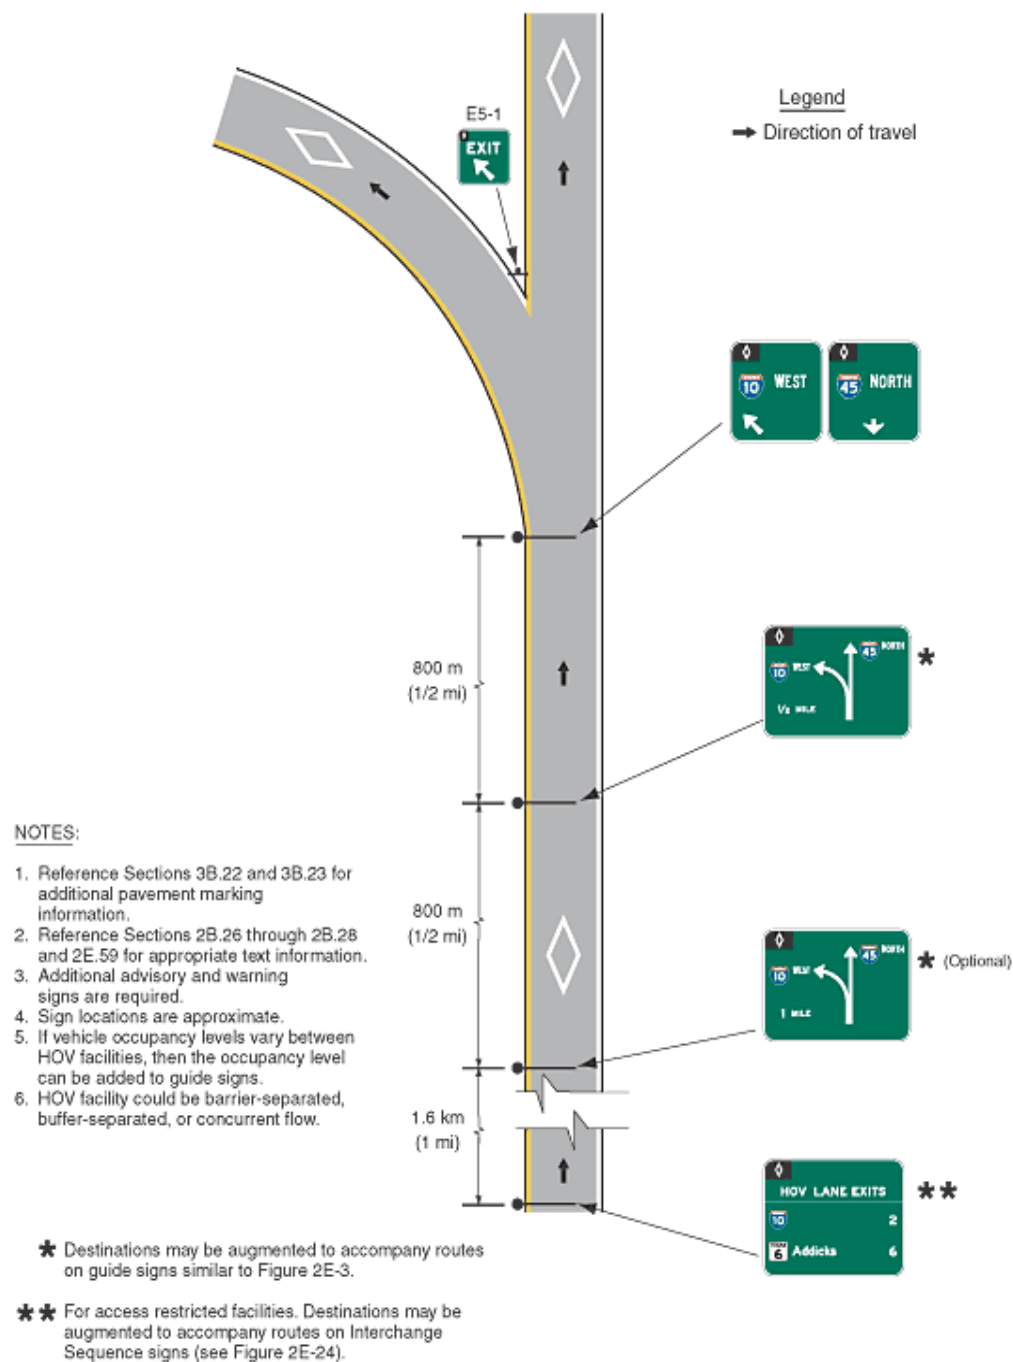 E5-1
EXIT
Legend
Direction of travel
10 WEST
45 NORTH
800 m
(1/2 mi)
45 NORTH
10 WEST
1/2 MILE
*
NOTES:
1. Reference Sections 3B.22 and 3B.23 for
additional pavement marking
information.
2. Reference Sections 2B.26 through 2B.28
and 2E.59 for appropriate text information.
3. Additional advisory and warning
signs are required.
4. Sign locations are approximate.
5. If vehicle occupancy levels vary between
HOV facilities, then the occupancy level
can be added to guide signs.
6. HOV facility could be barrier-separated,
buffer-separated, or concurrent flow.
800 m
(1/2 mi)
45 NORTH
10 WEST
1 MILE
* (Optional)
1.6 km
(1 mi)
HOV LANE EXITS
10 2
6 Addicks 6
**
* Destinations may be augmented to accompany routes
on guide signs similar to Figure 2E-3.
** For access restricted facilities. Destinations may be
augmented to accompany routes on Interchange
Sequence signs (see Figure 2E-24).